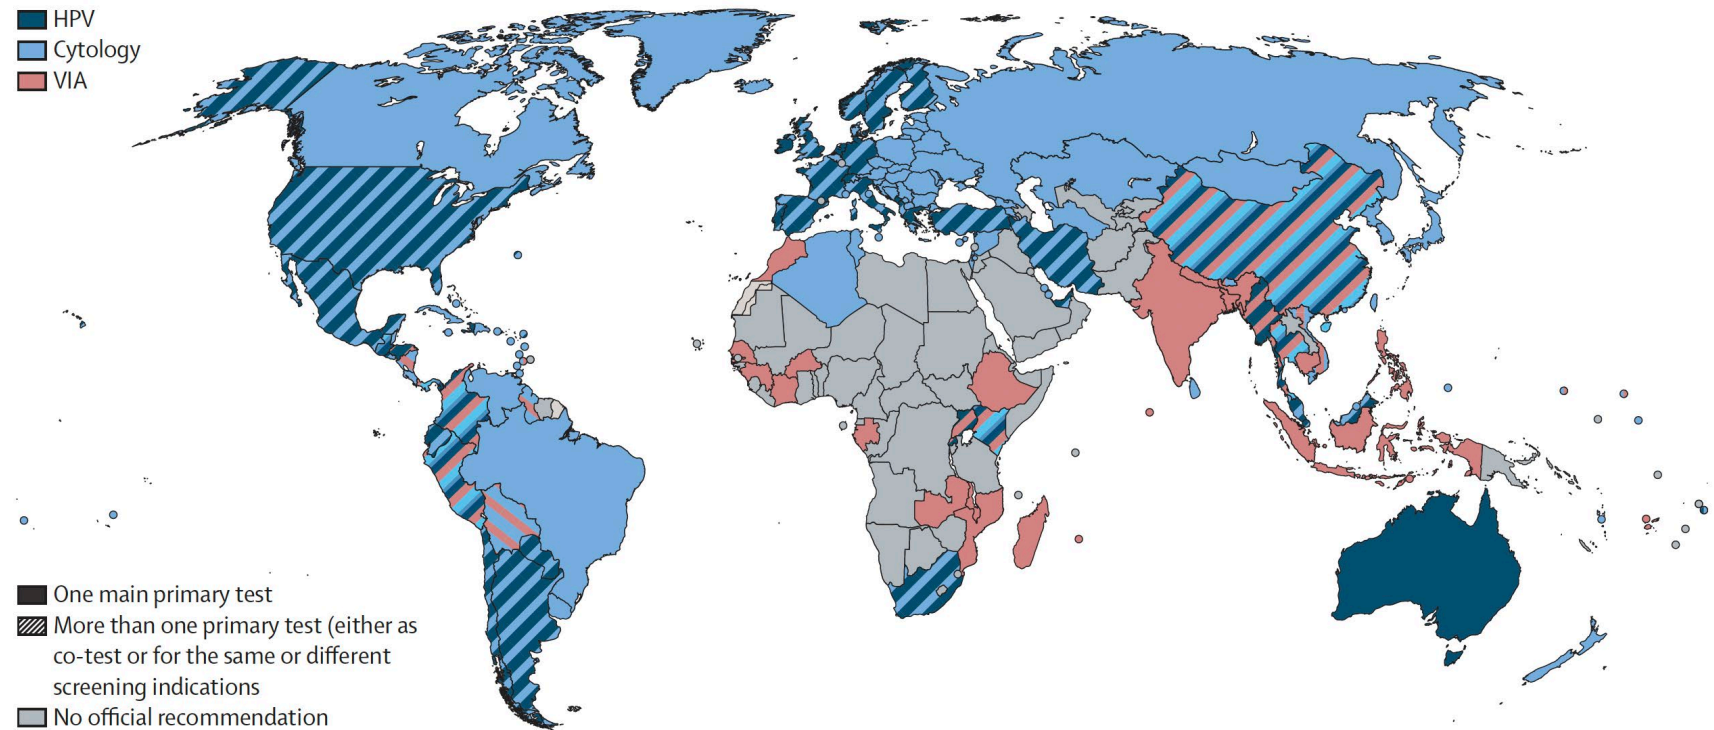 HPV
Cytology
VIA
One main primary test
More than one primary test (either as
co-test or for the same or different
screening indications
No official recommendation